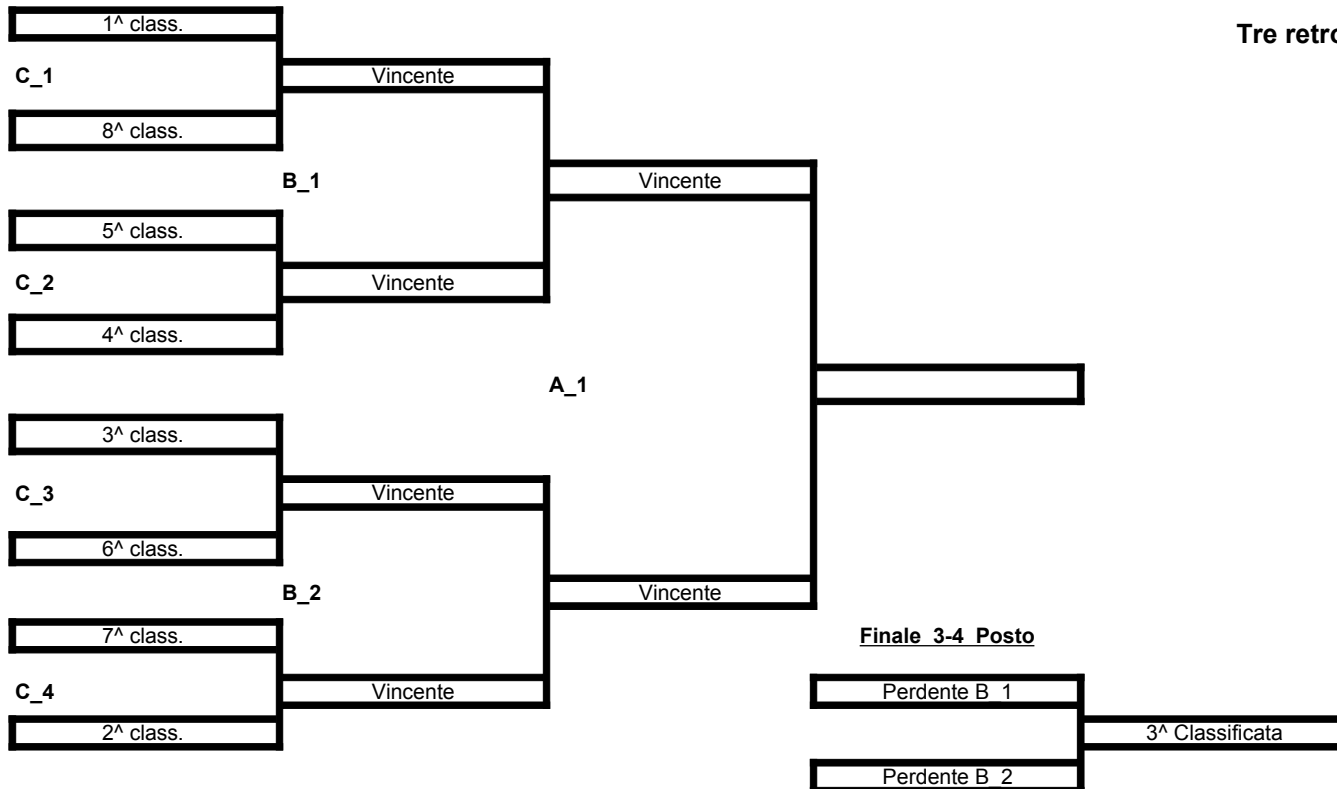 1^ class.
Tre retro
C_1
Vincente
8^ class.
B_1
Vincente
5^ class.
C_2
Vincente
4^ class.
A_1
3^ class.
C_3
Vincente
6^ class.
B_2
Vincente
7^ class.
Finale 3-4 Posto
C_4
Vincente
Perdente B_1
2^ class.
3^ Classificata
Perdente B_2